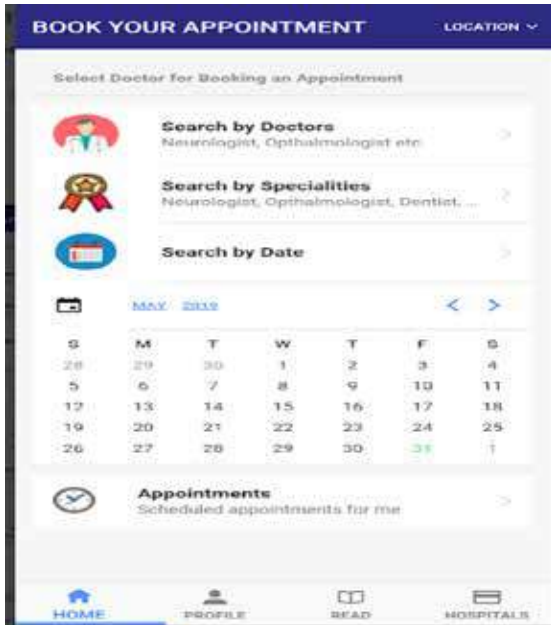 BOOK YOUR APPOINTMENT LOCATION
Select Doctor for Booking an Appointment
Search by Doctors
Neurologist, Opthalmologist etc
Search by Specialities
Neurologist, Opthalmologist, Dentist, ...
Search by Date
MAY 2019 < >
S M T W T F S
28 29 30 1 2 3 4
5 6 7 8 9 10 11
12 13 14 15 16 17 18
19 20 21 22 23 24 25
26 27 28 29 30 31 1
Appointments
Scheduled appointments for me
HOME PROFILE READ HOSPITALS